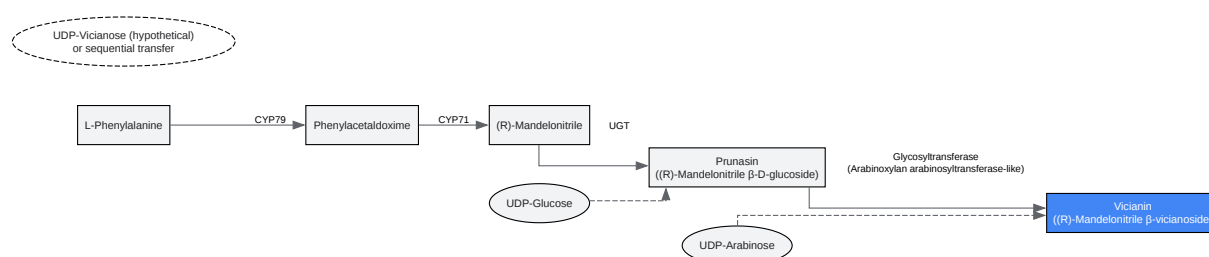 UDP-Vicianose (hypothetical)
or sequential transfer
L-Phenylalanine
CYP79
Phenylacetaldoxime
CYP71
(R)-Mandelonitrile
UGT
Prunasin
((R)-Mandelonitrile β-D-glucoside)
Glycosyltransferase
(Arabinoxylan arabinosyltransferase-like)
UDP-Glucose
Vicianin
((R)-Mandelonitrile β-vicianoside
UDP-Arabinose